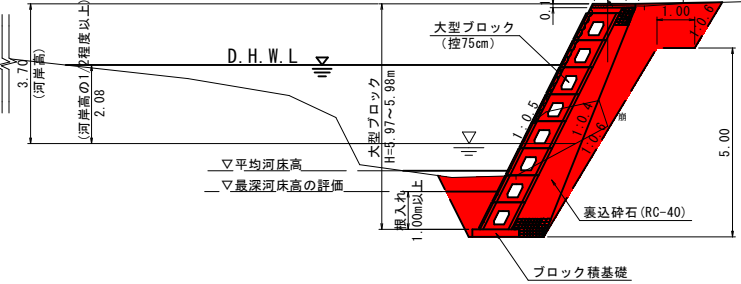 0.1
1.00
1:0.6
大型ブロック
(控75cm)
D.H.W.L
3.70
(河岸高)
(河岸高の1/2程度以上)
2.08
大型ブロック
H=5.97～5.98m
1:0.5
1:0.4
1:0.6
5.00
▽平均河床高
▽最深河床高の評価
根入れ
1.00m以上
裏込砕石(RC-40)
ブロック積基礎